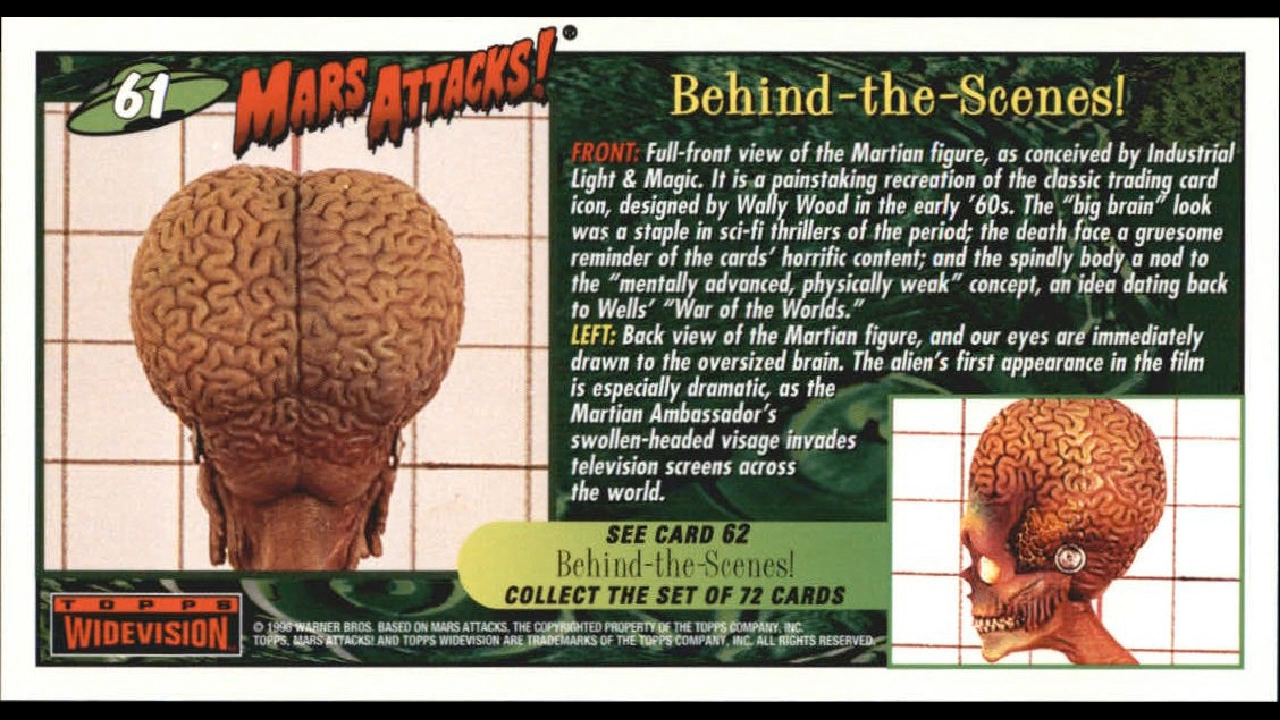 61
MARS ATTACKS!®
Behind-the-Scenes!
FRONT: Full-front view of the Martian figure, as conceived by Industrial
Light & Magic. It is a painstaking recreation of the classic trading card
icon, designed by Wally Wood in the early '60s. The "big brain" look
was a staple in sci-fi thrillers of the period; the death face a gruesome
reminder of the cards' horrific content; and the spindly body a nod to
the "mentally advanced, physically weak" concept, an idea dating back
to Wells' "War of the Worlds."
LEFT: Back view of the Martian figure, and our eyes are immediately
drawn to the oversized brain. The alien's first appearance in the film
is especially dramatic, as the
Martian Ambassador's
swollen-headed visage invades
television screens across
the world.
SEE CARD 62
Behind-the-Scenes!
COLLECT THE SET OF 72 CARDS
TOPPS
WIDEVISION
© 1996 WARNER BROS. BASED ON MARS ATTACKS, THE COPYRIGHTED PROPERTY OF THE TOPPS COMPANY, INC.
TOPPS, MARS ATTACKS! AND TOPPS WIDEVISION ARE TRADEMARKS OF THE TOPPS COMPANY, INC. ALL RIGHTS RESERVED.